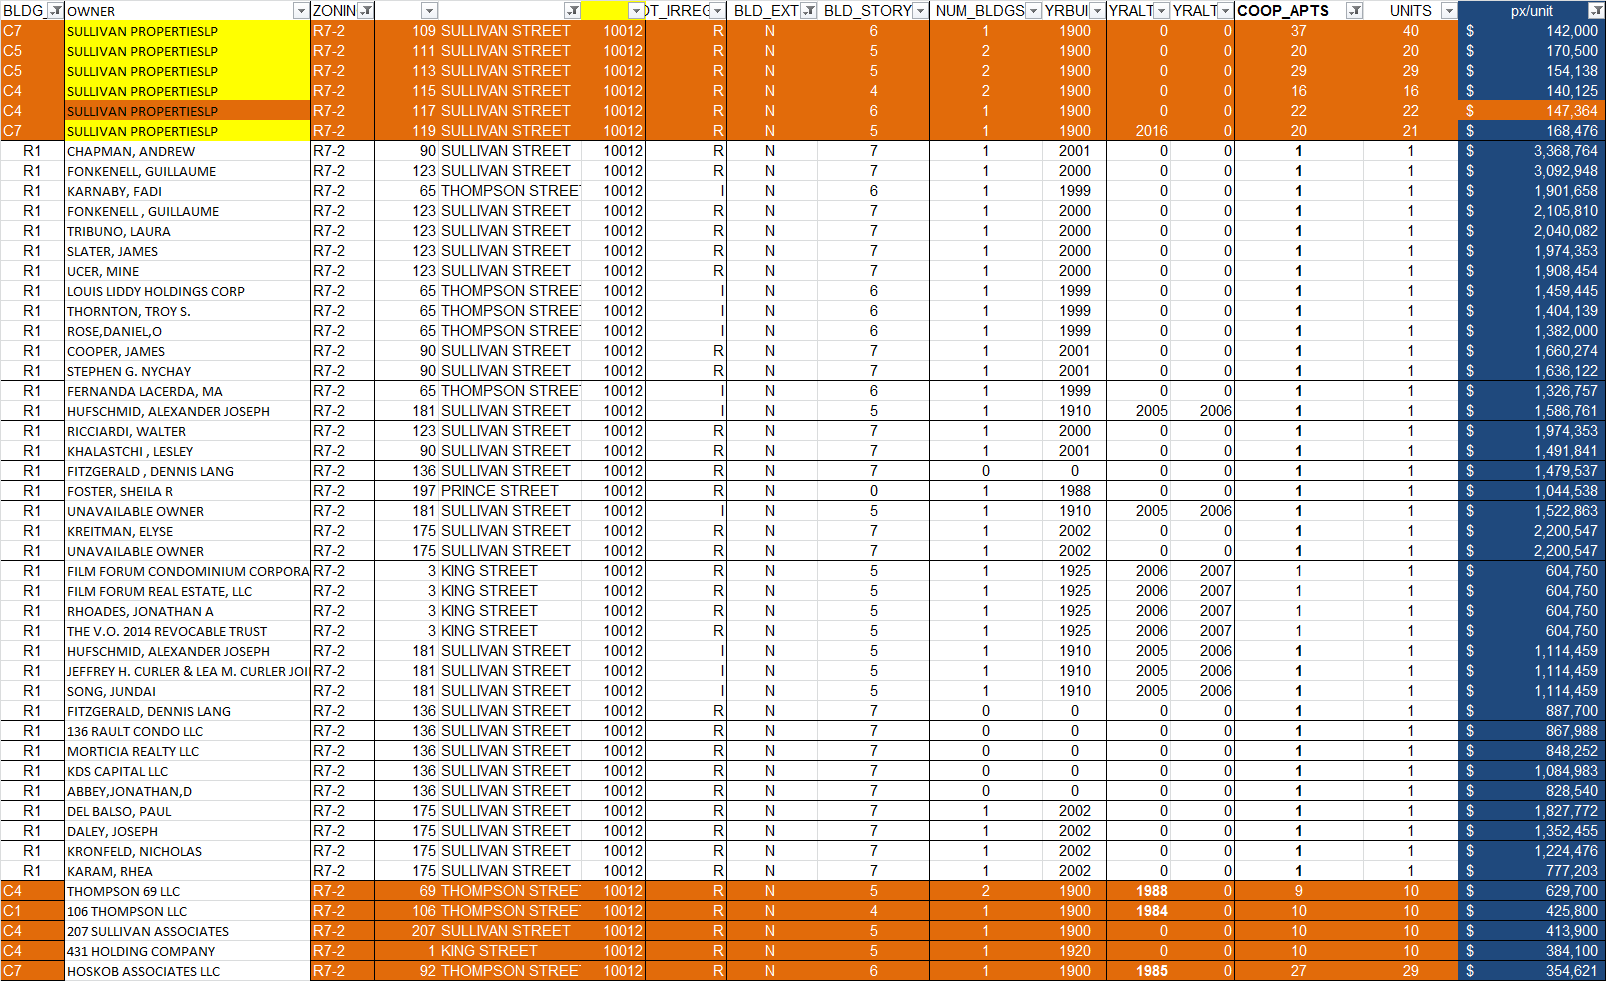 BLDG_ OWNER ZONIN OT_IRREG BLD_EXT BLD_STORY NUM_BLDGS YRBUI YRALT YRALT COOP_APTS UNITS px/unit
C7 SULLIVAN PROPERTIESLP R7-2 109 SULLIVAN STREET 10012 R N 6 1 1900 0 0 37 40 $ 142,000
C5 SULLIVAN PROPERTIESLP R7-2 111 SULLIVAN STREET 10012 R N 5 2 1900 0 0 20 20 $ 170,500
C5 SULLIVAN PROPERTIESLP R7-2 113 SULLIVAN STREET 10012 R N 5 2 1900 0 0 29 29 $ 154,138
C4 SULLIVAN PROPERTIESLP R7-2 115 SULLIVAN STREET 10012 R N 4 2 1900 0 0 16 16 $ 140,125
C4 SULLIVAN PROPERTIESLP R7-2 117 SULLIVAN STREET 10012 R N 6 1 1900 0 0 22 22 $ 147,364
C7 SULLIVAN PROPERTIESLP R7-2 119 SULLIVAN STREET 10012 R N 5 1 1900 2016 0 20 21 $ 168,476
R1 CHAPMAN, ANDREW R7-2 90 SULLIVAN STREET 10012 R N 7 1 2001 0 0 1 1 $ 3,368,764
R1 FONKENELL, GUILLAUME R7-2 123 SULLIVAN STREET 10012 R N 7 1 2000 0 0 1 1 $ 3,092,948
R1 KARNABY, FADI R7-2 65 THOMPSON STREE 10012 I N 6 1 1999 0 0 1 1 $ 1,901,658
R1 FONKENELL , GUILLAUME R7-2 123 SULLIVAN STREET 10012 R N 7 1 2000 0 0 1 1 $ 2,105,810
R1 TRIBUNO, LAURA R7-2 123 SULLIVAN STREET 10012 R N 7 1 2000 0 0 1 1 $ 2,040,082
R1 SLATER, JAMES R7-2 123 SULLIVAN STREET 10012 R N 7 1 2000 0 0 1 1 $ 1,974,353
R1 UCER, MINE R7-2 123 SULLIVAN STREET 10012 R N 7 1 2000 0 0 1 1 $ 1,908,454
R1 LOUIS LIDDY HOLDINGS CORP R7-2 65 THOMPSON STREE 10012 I N 6 1 1999 0 0 1 1 $ 1,459,445
R1 THORNTON, TROY S. R7-2 65 THOMPSON STREE 10012 I N 6 1 1999 0 0 1 1 $ 1,404,139
R1 ROSE,DANIEL,O R7-2 65 THOMPSON STREE 10012 I N 6 1 1999 0 0 1 1 $ 1,382,000
R1 COOPER, JAMES R7-2 90 SULLIVAN STREET 10012 R N 7 1 2001 0 0 1 1 $ 1,660,274
R1 STEPHEN G. NYCHAY R7-2 90 SULLIVAN STREET 10012 R N 7 1 2001 0 0 1 1 $ 1,636,122
R1 FERNANDA LACERDA, MA R7-2 65 THOMPSON STREE 10012 I N 6 1 1999 0 0 1 1 $ 1,326,757
R1 HUFSCHMID, ALEXANDER JOSEPH R7-2 181 SULLIVAN STREET 10012 I N 5 1 1910 2005 2006 1 1 $ 1,586,761
R1 RICCIARDI, WALTER R7-2 123 SULLIVAN STREET 10012 R N 7 1 2000 0 0 1 1 $ 1,974,353
R1 KHALASTCHI , LESLEY R7-2 90 SULLIVAN STREET 10012 R N 7 1 2001 0 0 1 1 $ 1,491,841
R1 FITZGERALD , DENNIS LANG R7-2 136 SULLIVAN STREET 10012 R N 7 0 0 0 0 1 1 $ 1,479,537
R1 FOSTER, SHEILA R R7-2 197 PRINCE STREET 10012 R N 0 1 1988 0 0 1 1 $ 1,044,538
R1 UNAVAILABLE OWNER R7-2 181 SULLIVAN STREET 10012 I N 5 1 1910 2005 2006 1 1 $ 1,522,863
R1 KREITMAN, ELYSE R7-2 175 SULLIVAN STREET 10012 R N 7 1 2002 0 0 1 1 $ 2,200,547
R1 UNAVAILABLE OWNER R7-2 175 SULLIVAN STREET 10012 R N 7 1 2002 0 0 1 1 $ 2,200,547
R1 FILM FORUM CONDOMINIUM CORPORA R7-2 3 KING STREET 10012 R N 5 1 1925 2006 2007 1 1 $ 604,750
R1 FILM FORUM REAL ESTATE, LLC R7-2 3 KING STREET 10012 R N 5 1 1925 2006 2007 1 1 $ 604,750
R1 RHOADES, JONATHAN A R7-2 3 KING STREET 10012 R N 5 1 1925 2006 2007 1 1 $ 604,750
R1 THE V.O. 2014 REVOCABLE TRUST R7-2 3 KING STREET 10012 R N 5 1 1925 2006 2007 1 1 $ 604,750
R1 HUFSCHMID, ALEXANDER JOSEPH R7-2 181 SULLIVAN STREET 10012 I N 5 1 1910 2005 2006 1 1 $ 1,114,459
R1 JEFFREY H. CURLER & LEA M. CURLER JOI R7-2 181 SULLIVAN STREET 10012 I N 5 1 1910 2005 2006 1 1 $ 1,114,459
R1 SONG, JUNDAI R7-2 181 SULLIVAN STREET 10012 I N 5 1 1910 2005 2006 1 1 $ 1,114,459
R1 FITZGERALD, DENNIS LANG R7-2 136 SULLIVAN STREET 10012 R N 7 0 0 0 0 1 1 $ 887,700
R1 136 RAULT CONDO LLC R7-2 136 SULLIVAN STREET 10012 R N 7 0 0 0 0 1 1 $ 867,988
R1 MORTICIA REALTY LLC R7-2 136 SULLIVAN STREET 10012 R N 7 0 0 0 0 1 1 $ 848,252
R1 KDS CAPITAL LLC R7-2 136 SULLIVAN STREET 10012 R N 7 0 0 0 0 1 1 $ 1,084,983
R1 ABBEY,JONATHAN,D R7-2 136 SULLIVAN STREET 10012 R N 7 0 0 0 0 1 1 $ 828,540
R1 DEL BALSO, PAUL R7-2 175 SULLIVAN STREET 10012 R N 7 1 2002 0 0 1 1 $ 1,827,772
R1 DALEY, JOSEPH R7-2 175 SULLIVAN STREET 10012 R N 7 1 2002 0 0 1 1 $ 1,352,455
R1 KRONFELD, NICHOLAS R7-2 175 SULLIVAN STREET 10012 R N 7 1 2002 0 0 1 1 $ 1,224,476
R1 KARAM, RHEA R7-2 175 SULLIVAN STREET 10012 R N 7 1 2002 0 0 1 1 $ 777,203
C4 THOMPSON 69 LLC R7-2 69 THOMPSON STREE 10012 R N 5 2 1900 1988 0 9 10 $ 629,700
C1 106 THOMPSON LLC R7-2 106 THOMPSON STREE 10012 R N 4 1 1900 1984 0 10 10 $ 425,800
C4 207 SULLIVAN ASSOCIATES R7-2 207 SULLIVAN STREET 10012 R N 5 1 1900 0 0 10 10 $ 413,900
C4 431 HOLDING COMPANY R7-2 1 KING STREET 10012 R N 5 1 1920 0 0 10 10 $ 384,100
C7 HOSKOB ASSOCIATES LLC R7-2 92 THOMPSON STREE 10012 R N 6 1 1900 1985 0 27 29 $ 354,621